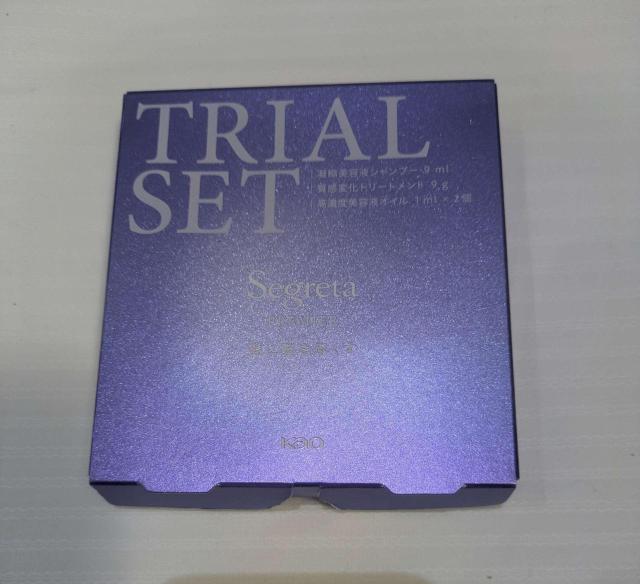 TRIAL
SET
凝縮美容液シャンプー 9 ml
質感変化トリートメント 9 g
高濃度美容液オイル 1 ml × 2個
Segreta
Kao